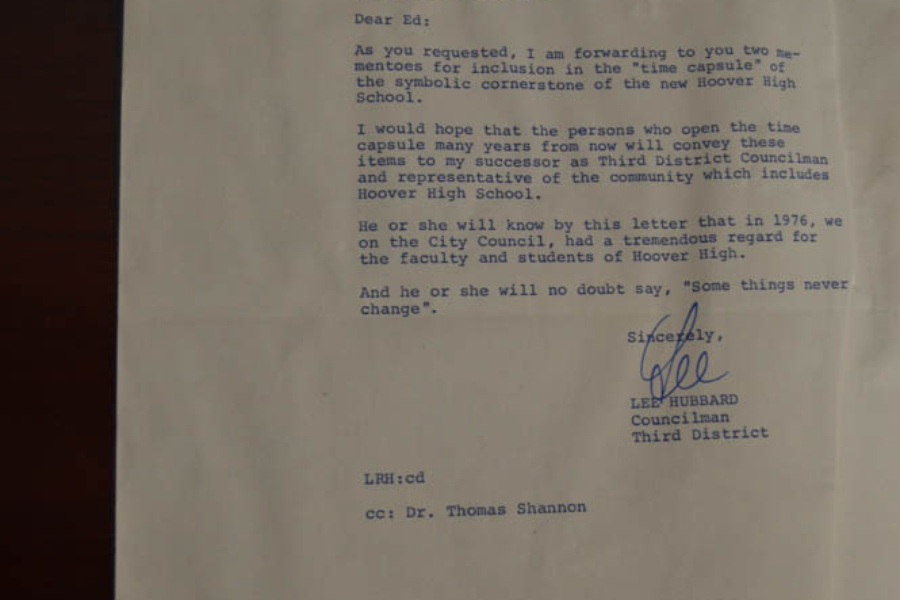 Dear Ed:
As you requested, I am forwarding to you two me-
mentoes for inclusion in the "time capsule" of
the symbolic cornerstone of the new Hoover High
School.
I would hope that the persons who open the time
capsule many years from now will convey these
items to my successor as Third District Councilman
and representative of the community which includes
Hoover High School.
He or she will know by this letter that in 1976, we
on the City Council, had a tremendous regard for
the faculty and students of Hoover High.
And he or she will no doubt say, "Some things never
change".
Sincerely,
Lee
LEE HUBBARD
Councilman
Third District
LRH:cd
cc: Dr. Thomas Shannon